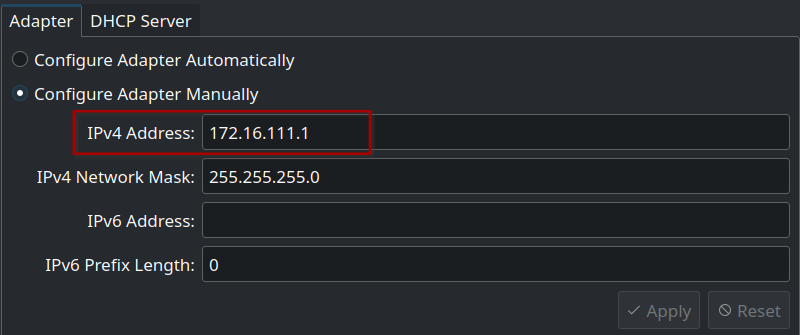 Adapter DHCP Server
Configure Adapter Automatically
Configure Adapter Manually
IPv4 Address: 172.16.111.1
IPv4 Network Mask: 255.255.255.0
IPv6 Address:
IPv6 Prefix Length: 0
Apply Reset